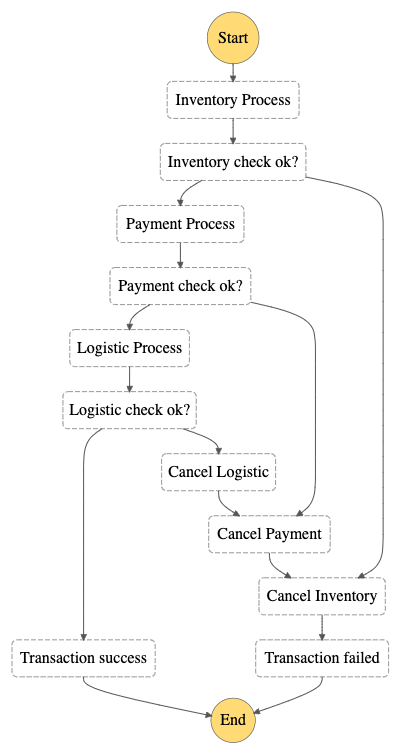 Start
Inventory Process
Inventory check ok?
Payment Process
Payment check ok?
Logistic Process
Logistic check ok?
Cancel Logistic
Cancel Payment
Cancel Inventory
Transaction success
Transaction failed
End